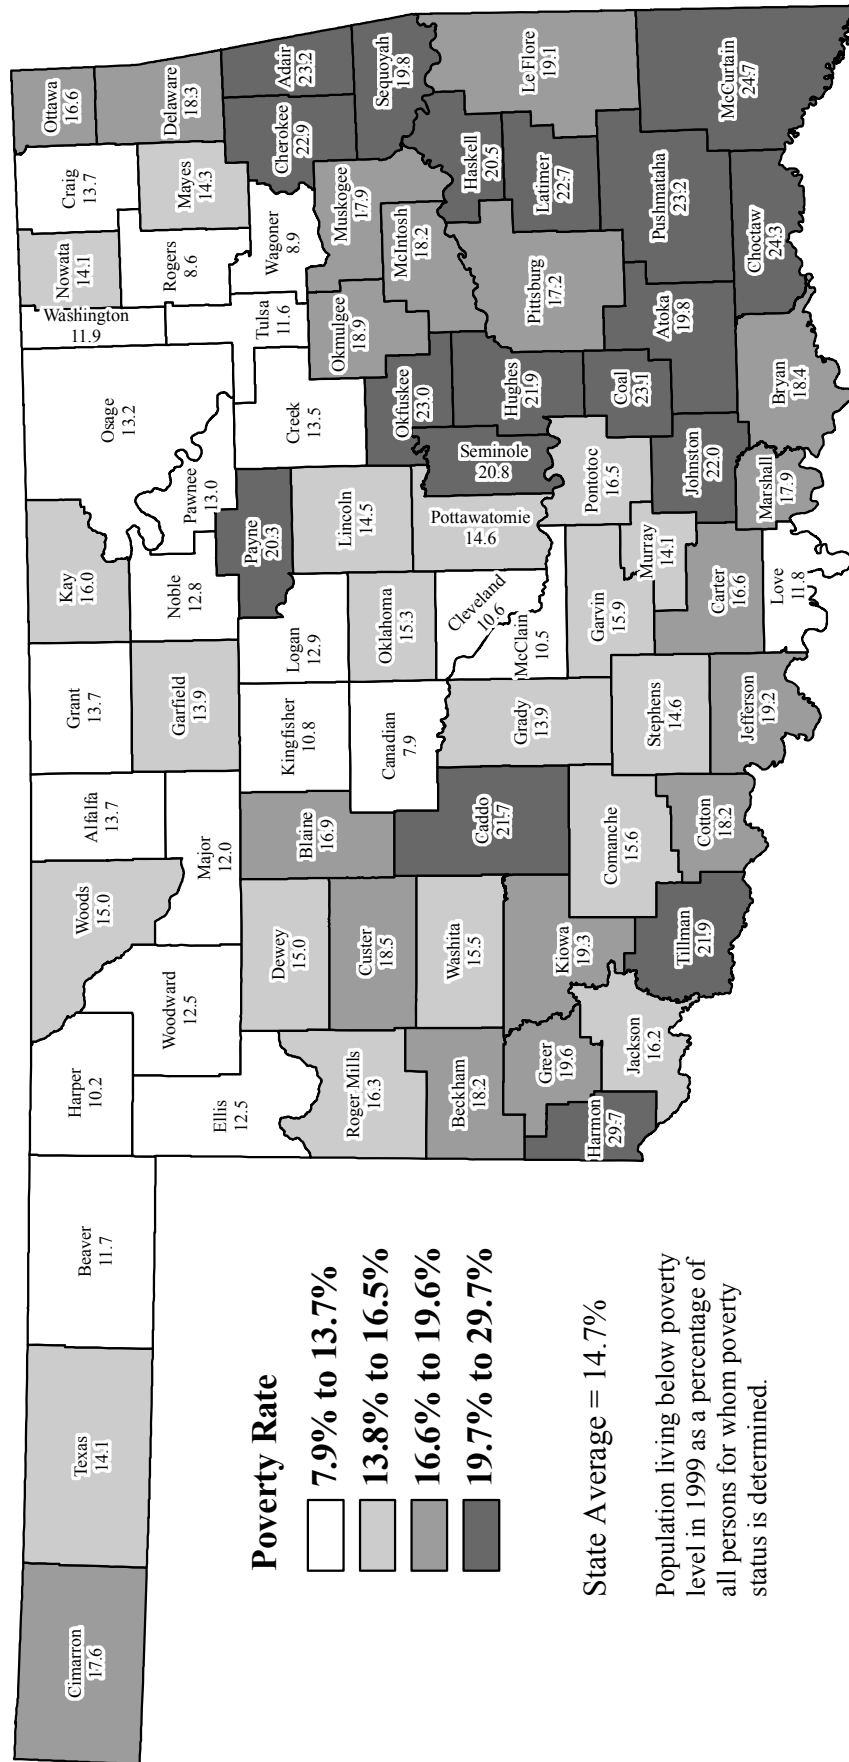 Cimarron
17.6
Texas
14.1
Beaver
11.7
Harper
10.2
Woods
15.0
Alfalfa
13.7
Grant
13.7
Kay
16.0
Osage
13.2
Washington
11.9
Nowata
14.1
Craig
13.7
Ottawa
16.6
Ellis
12.5
Woodward
12.5
Major
12.0
Garfield
13.9
Noble
12.8
Pawnee
13.0
Rogers
8.6
Mayes
14.3
Delaware
18.3
Roger Mills
16.3
Dewey
15.0
Blaine
16.9
Kingfisher
10.8
Logan
12.9
Payne
20.3
Creek
13.5
Tulsa
11.6
Wagoner
8.9
Cherokee
22.9
Adair
23.2
Beckham
18.2
Custer
18.5
Washita
15.5
Caddo
21.7
Canadian
7.9
Oklahoma
15.3
Lincoln
14.5
Okfuskee
23.0
Okmulgee
18.9
Muskogee
17.9
McIntosh
18.2
Sequoyah
19.8
Harmon
29.7
Greer
19.6
Kiowa
19.3
Grady
13.9
McClain
10.5
Cleveland
10.6
Pottawatomie
14.6
Seminole
20.8
Hughes
21.9
Pittsburg
17.2
Haskell
20.5
Le Flore
19.1
Jackson
16.2
Tillman
21.9
Comanche
15.6
Cotton
18.2
Stephens
14.6
Garvin
15.9
Murray
14.1
Pontotoc
16.5
Coal
23.1
Atoka
19.8
Latimer
22.7
Pushmataha
23.2
McCurtain
24.7
Jefferson
19.2
Carter
16.6
Love
11.8
Johnston
22.0
Marshall
17.9
Bryan
18.4
Choctaw
24.3
Poverty Rate
7.9% to 13.7%
13.8% to 16.5%
16.6% to 19.6%
19.7% to 29.7%
State Average = 14.7%
Population living below poverty
level in 1999 as a percentage of
all persons for whom poverty
status is determined.